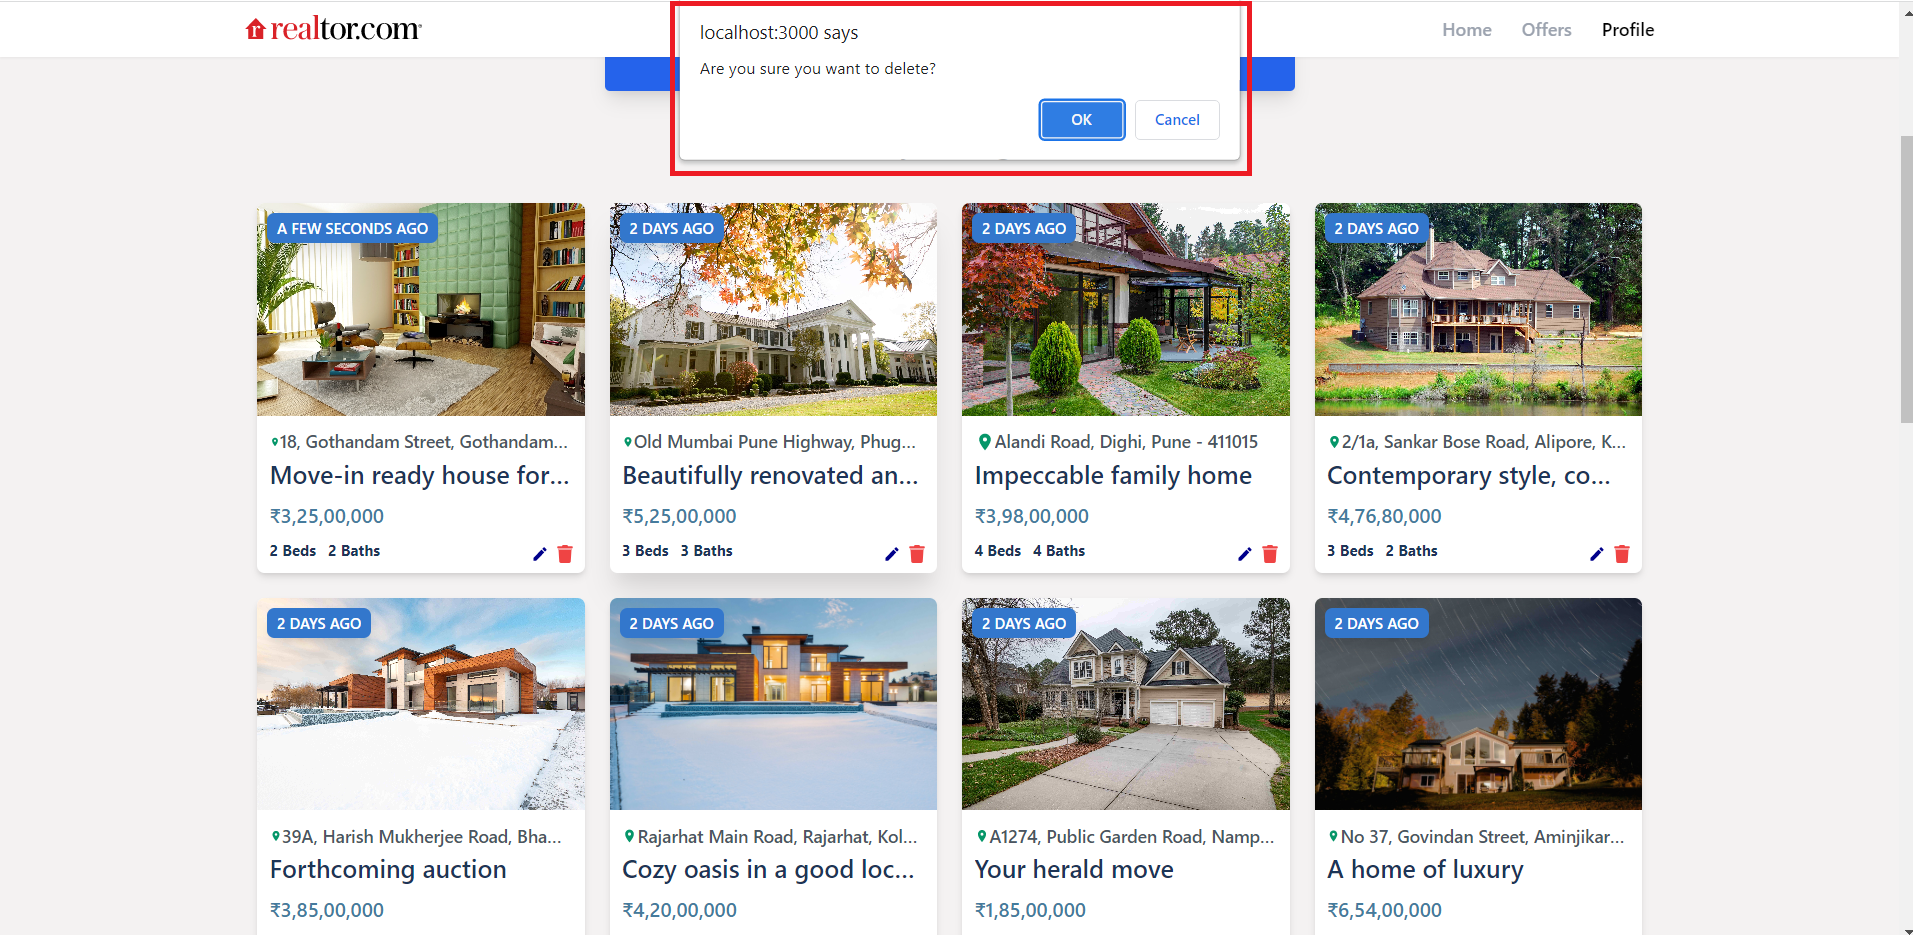 realtor.com
Home Offers Profile
localhost:3000 says
Are you sure you want to delete?
OK Cancel
A FEW SECONDS AGO
2 DAYS AGO
2 DAYS AGO
2 DAYS AGO
18, Gothandam Street, Gothandam...
Old Mumbai Pune Highway, Phug...
Alandi Road, Dighi, Pune - 411015
2/1a, Sankar Bose Road, Alipore, K...
Move-in ready house for...
Beautifully renovated an...
Impeccable family home
Contemporary style, co...
₹3,25,00,000
₹5,25,00,000
₹3,98,00,000
₹4,76,80,000
2 Beds 2 Baths
3 Beds 3 Baths
4 Beds 4 Baths
3 Beds 2 Baths
2 DAYS AGO
2 DAYS AGO
2 DAYS AGO
2 DAYS AGO
39A, Harish Mukherjee Road, Bha...
Rajarhat Main Road, Rajarhat, Kol...
A1274, Public Garden Road, Namp...
No 37, Govindan Street, Aminjikar...
Forthcoming auction
Cozy oasis in a good loc...
Your herald move
A home of luxury
₹3,85,00,000
₹4,20,00,000
₹1,85,00,000
₹6,54,00,000